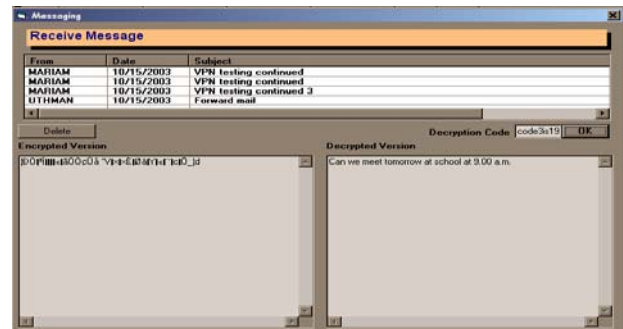 Messaging
Receive Message
From Date Subject
MARIAM 10/15/2003 VPN testing continued
MARIAM 10/15/2003 VPN testing continued
MARIAM 10/15/2003 VPN testing continued 3
UTHMAN 10/15/2003 Forward mail
Delete Decryption Code code3is19 OK
Encrypted Version Decrypted Version
Can we meet tomorrow at school at 9.00 a.m.